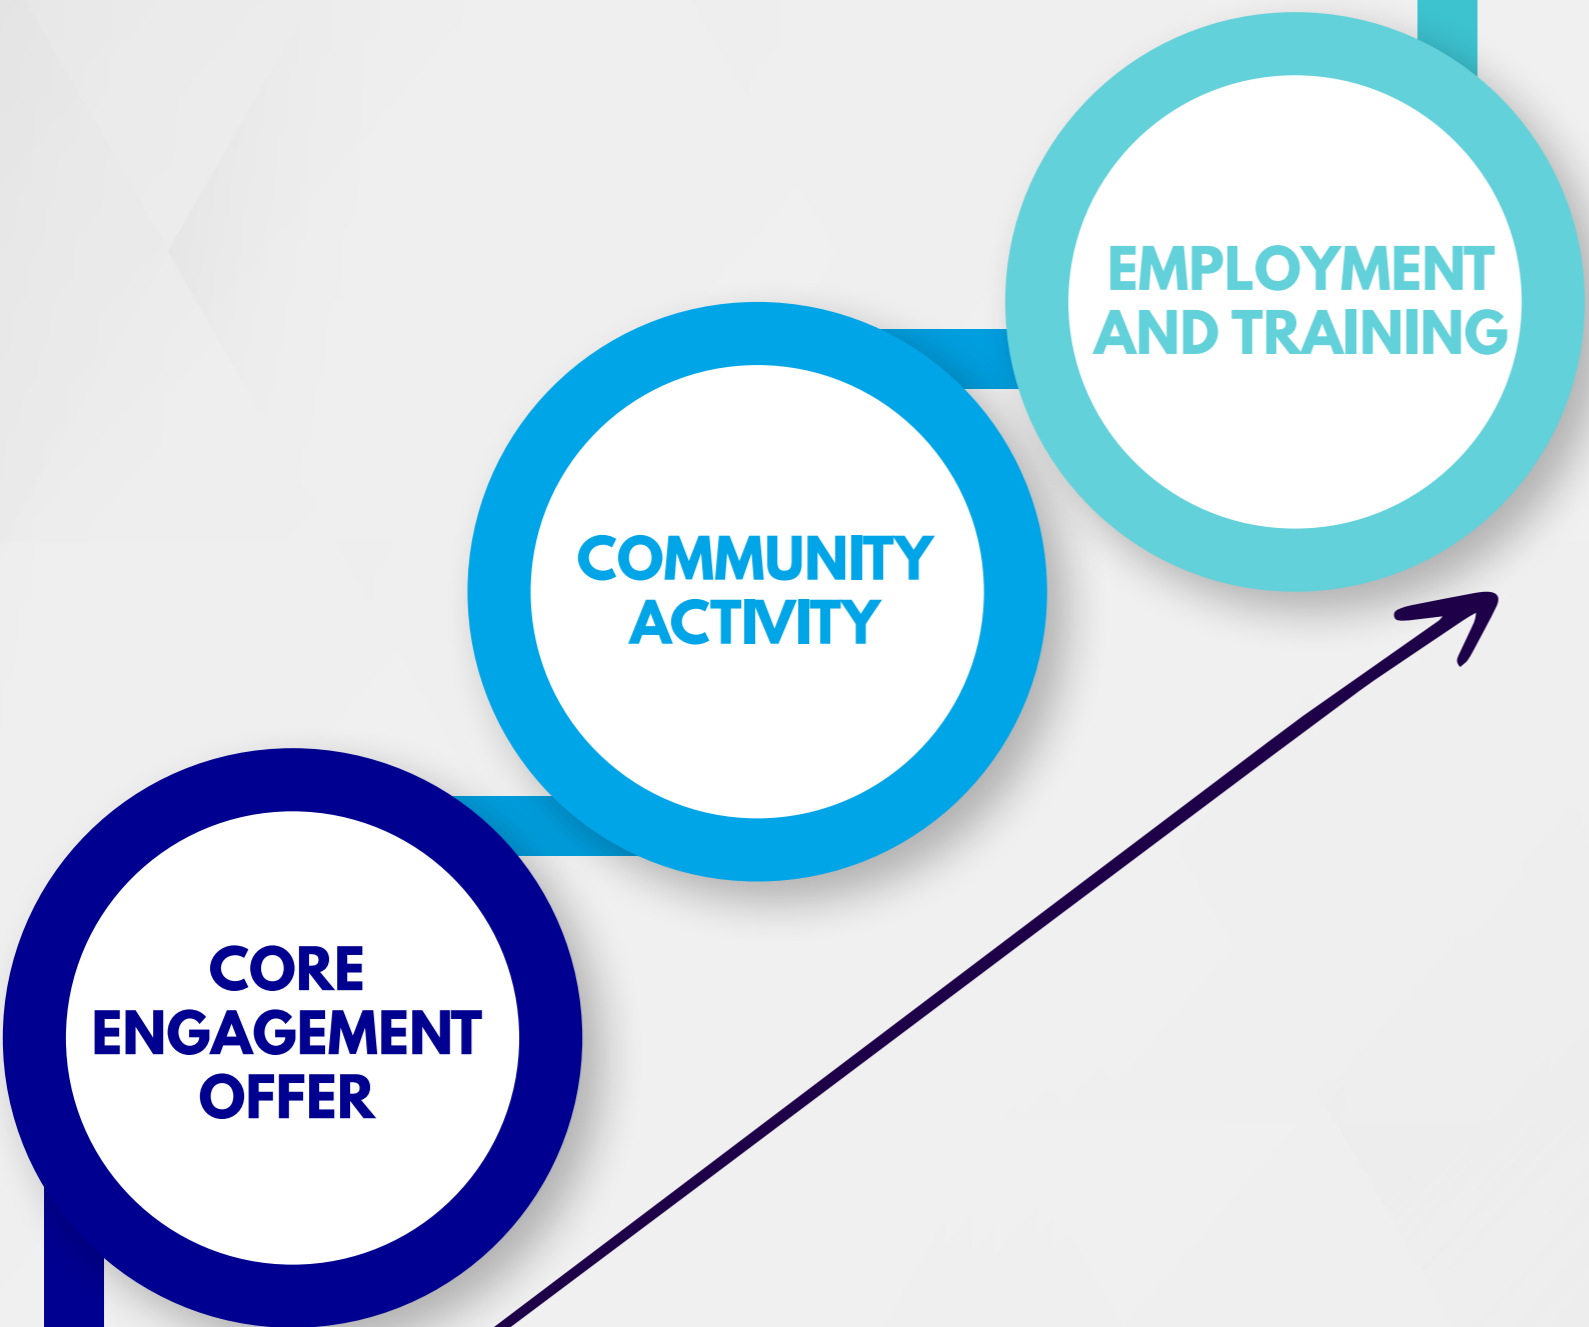 EMPLOYMENT
AND TRAINING
COMMUNITY
ACTIVITY
CORE
ENGAGEMENT
OFFER